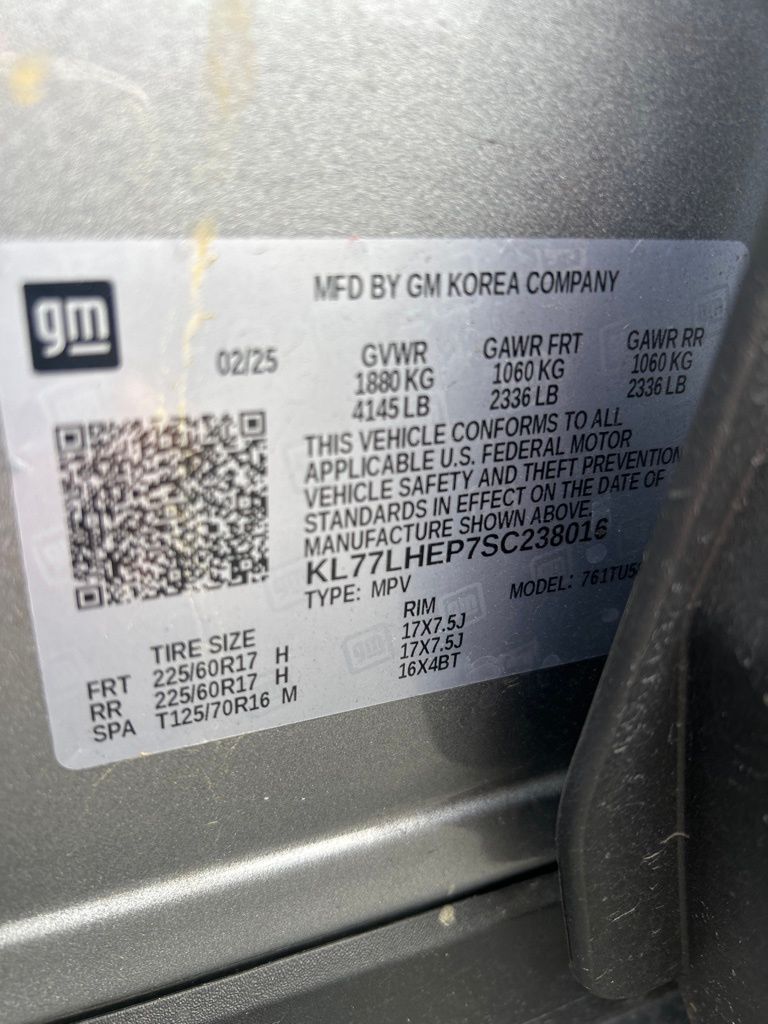 gm
MFD BY GM KOREA COMPANY
02/25
GVWR
1880 KG
4145 LB
GAWR FRT
1060 KG
2336 LB
GAWR RR
1060 KG
2336 LB
THIS VEHICLE CONFORMS TO ALL
APPLICABLE U.S. FEDERAL MOTOR
VEHICLE SAFETY AND THEFT PREVENTION
STANDARDS IN EFFECT ON THE DATE OF
MANUFACTURE SHOWN ABOVE.
KL77LHEP7SC238016
TYPE: MPV
MODEL:
TIRE SIZE
RIM
FRT 225/60R17 H 17X7.5J
RR 225/60R17 H 17X7.5J
SPA T125/70R16 M 16X4BT